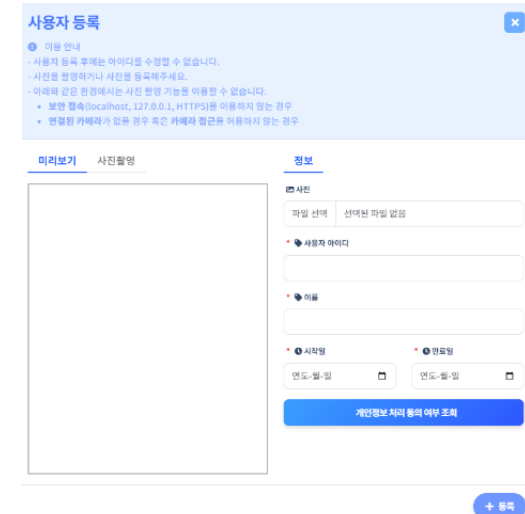 사용자 등록
이용 안내
- 사용자 등록 후에는 아이디를 수정할 수 없습니다.
- 사진을 촬영하거나 사진을 등록해주세요.
- 아래와 같은 환경에서는 사진 촬영 기능을 이용할 수 없습니다.
• 보안 접속(localhost, 127.0.0.1, HTTPS)을 이용하지 않는 경우
• 연결된 카메라가 없을 경우 혹은 카메라 접근을 허용하지 않는 경우
미리보기 사진촬영
정보
사진
파일 선택 선택된 파일 없음
* 사용자 아이디
* 이름
* 시작일 * 만료일
연도-월-일 연도-월-일
개인정보 처리 동의 여부 조회
+ 등록